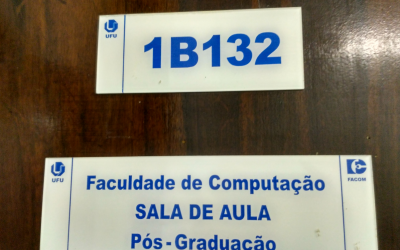 UFU
1B132
UFU
FACOM
Faculdade de Computação
SALA DE AULA
Pós-Graduação